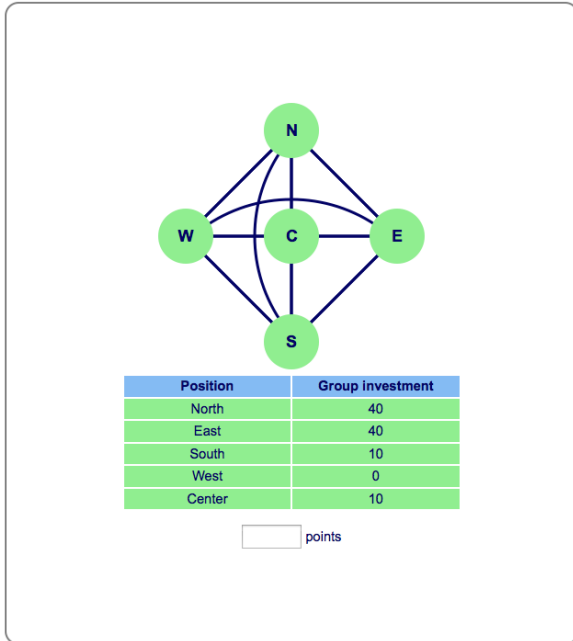 N
W C E
S
Position Group investment
North 40
East 40
South 10
West 0
Center 10
points